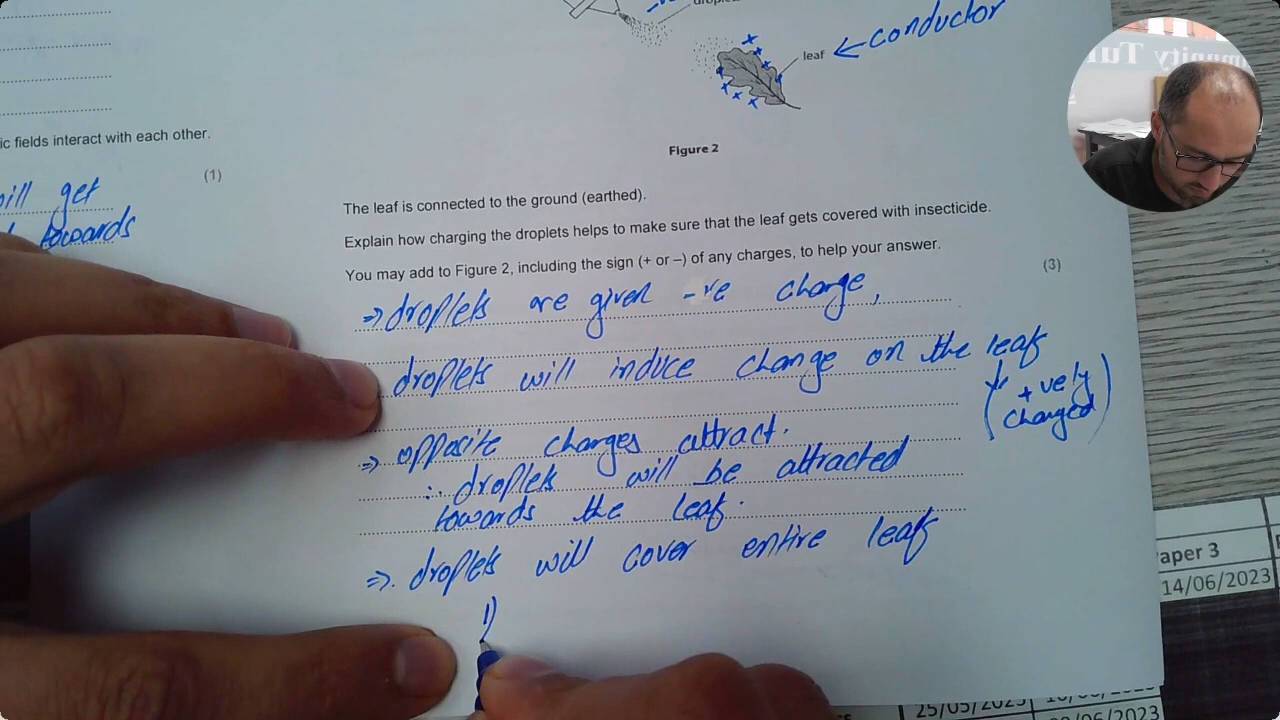 conductor
leaf
Figure 2
ic fields interact with each other.
(1)
will get
towards
The leaf is connected to the ground (earthed).
Explain how charging the droplets helps to make sure that the leaf gets covered with insecticide.
You may add to Figure 2, including the sign (+ or –) of any charges, to help your answer.
(3)
⇒ droplets are given -ve charge,
droplets will induce change on the leaf
(+vely
charged)
⇒ opposite charges attract.
∴ droplets will be attracted
towards the leaf.
⇒. droplets will cover entire leaf
1)
aper 3
14/06/2023
25/05/2023